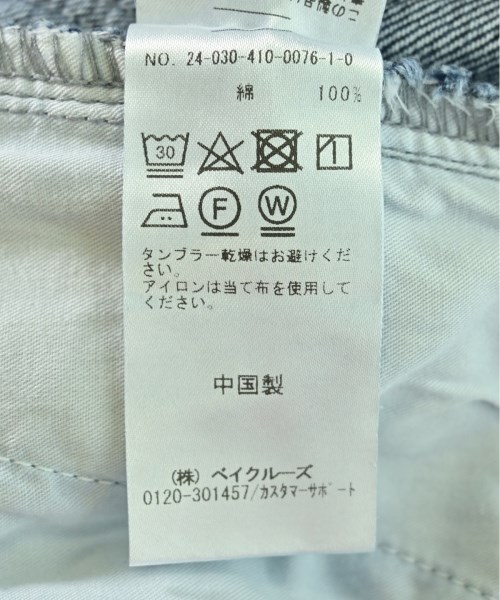 NO. 24-030-410-0076-1-0
綿 100%
30
F W
タンブラー乾燥はお避けくだ
さい。
アイロンは当て布を使用して
ください。
中国製
(株) ベイクルーズ
0120-301457/カスタマーサポート